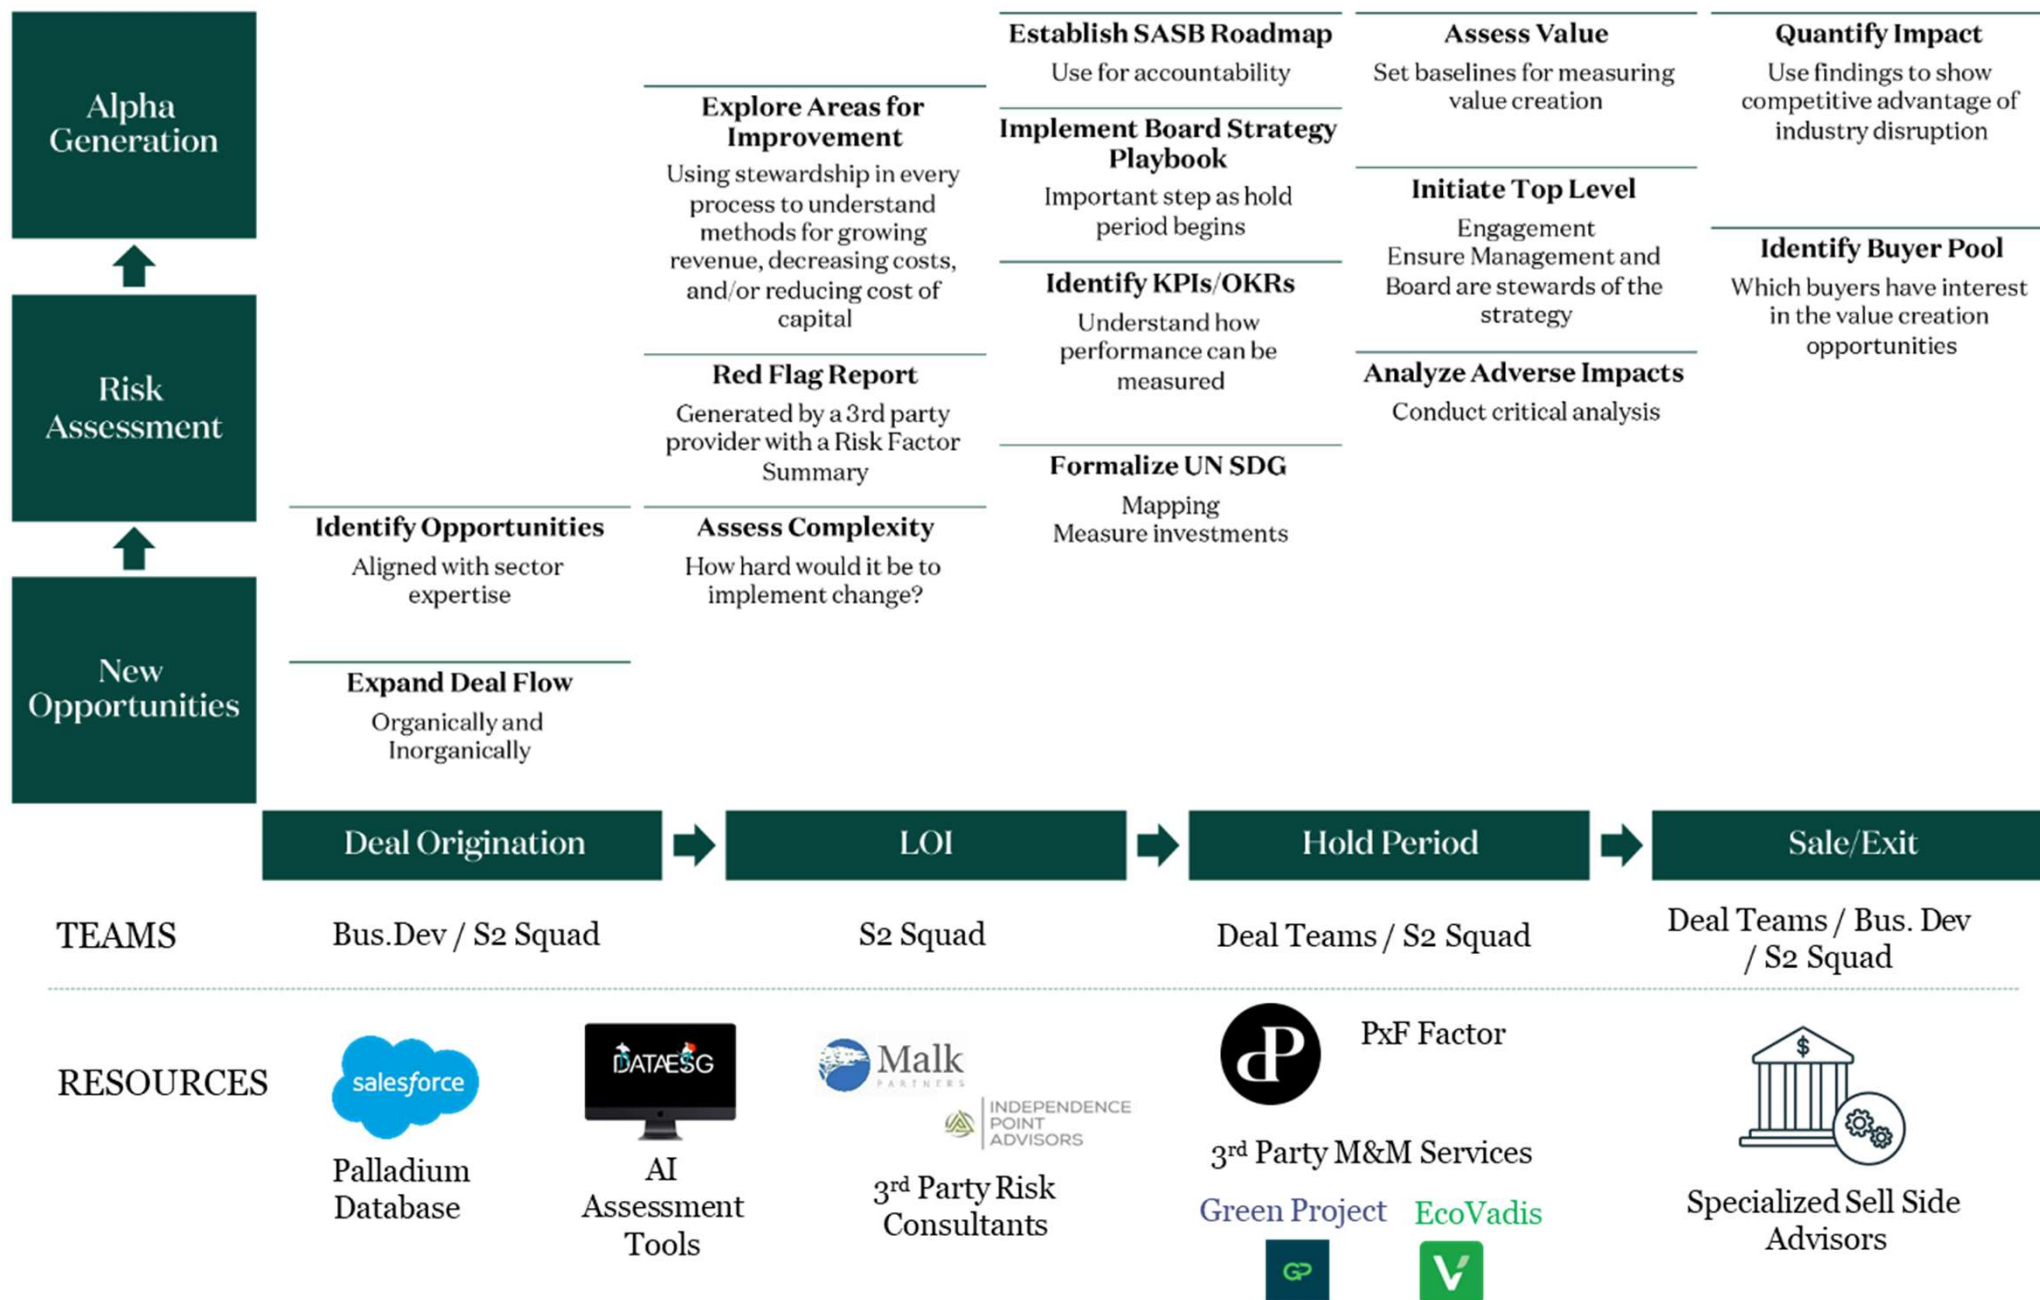 Alpha
Generation
Risk
Assessment
New
Opportunities
Identify Opportunities
Aligned with sector
expertise
Expand Deal Flow
Organically and
Inorganically
Explore Areas for
Improvement
Using stewardship in every
process to understand
methods for growing
revenue, decreasing costs,
and/or reducing cost of
capital
Red Flag Report
Generated by a 3rd party
provider with a Risk Factor
Summary
Assess Complexity
How hard would it be to
implement change?
Establish SASB Roadmap
Use for accountability
Implement Board Strategy
Playbook
Important step as hold
period begins
Identify KPIs/OKRs
Understand how
performance can be
measured
Formalize UN SDG
Mapping
Measure investments
Assess Value
Set baselines for measuring
value creation
Initiate Top Level
Engagement
Ensure Management and
Board are stewards of the
strategy
Analyze Adverse Impacts
Conduct critical analysis
Quantify Impact
Use findings to show
competitive advantage of
industry disruption
Identify Buyer Pool
Which buyers have interest
in the value creation
opportunities
Deal Origination
LOI
Hold Period
Sale/Exit
TEAMS
Bus.Dev / S2 Squad
S2 Squad
Deal Teams / S2 Squad
Deal Teams / Bus. Dev
/ S2 Squad
RESOURCES
salesforce
Palladium
Database
DATAESG
AI
Assessment
Tools
Malk
PARTNERS
INDEPENDENCE
POINT
ADVISORS
3rd Party Risk
Consultants
PxF Factor
3rd Party M&M Services
Green Project
EcoVadis
GP
$
Specialized Sell Side
Advisors